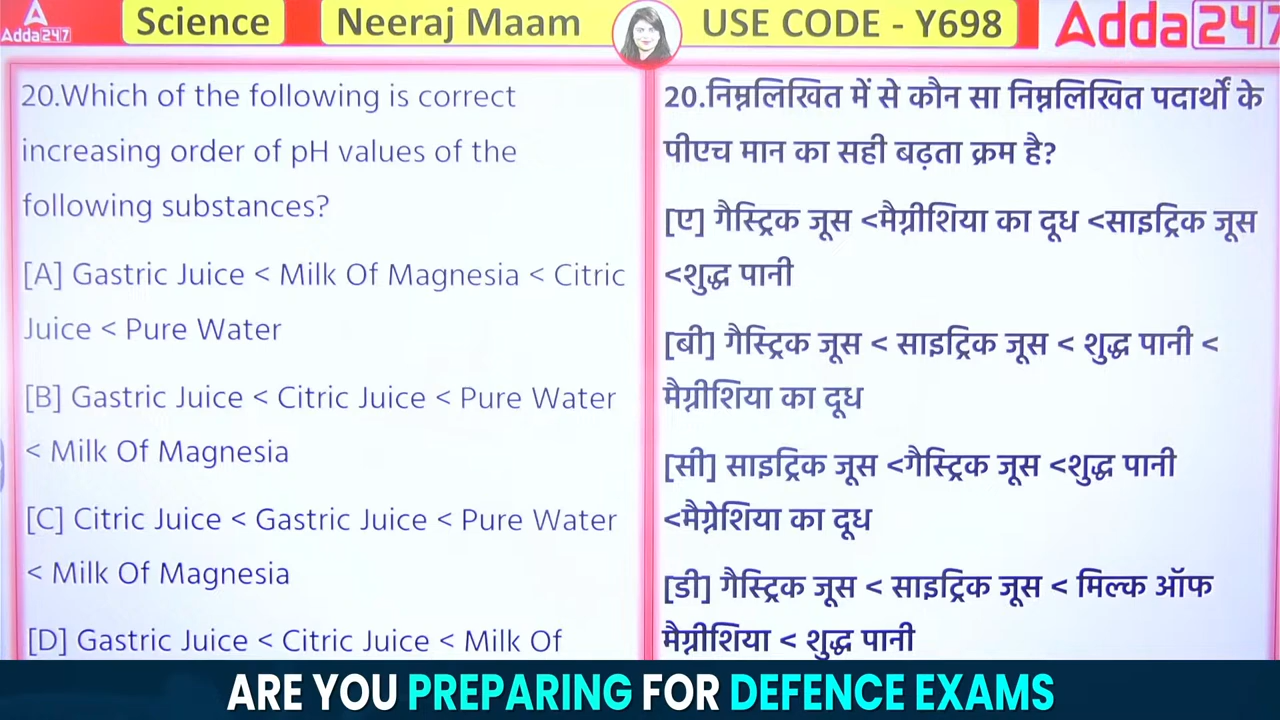 Adda247
Science
Neeraj Maam
USE CODE - Y698
Adda247
20.Which of the following is correct
increasing order of pH values of the
following substances?
[A] Gastric Juice < Milk Of Magnesia < Citric
Juice < Pure Water
[B] Gastric Juice < Citric Juice < Pure Water
< Milk Of Magnesia
[C] Citric Juice < Gastric Juice < Pure Water
< Milk Of Magnesia
[D] Gastric Juice < Citric Juice < Milk Of
20.निम्नलिखित में से कौन सा निम्नलिखित पदार्थों के
पीएच मान का सही बढ़ता क्रम है?
[ए] गैस्ट्रिक जूस <मैग्नीशिया का दूध <साइट्रिक जूस
<शुद्ध पानी
[बी] गैस्ट्रिक जूस < साइट्रिक जूस < शुद्ध पानी <
मैग्नीशिया का दूध
[सी] साइट्रिक जूस <गैस्ट्रिक जूस <शुद्ध पानी
<मैग्नेशिया का दूध
[डी] गैस्ट्रिक जूस < साइट्रिक जूस < मिल्क ऑफ
मैग्नीशिया < शुद्ध पानी
ARE YOU PREPARING FOR DEFENCE EXAMS